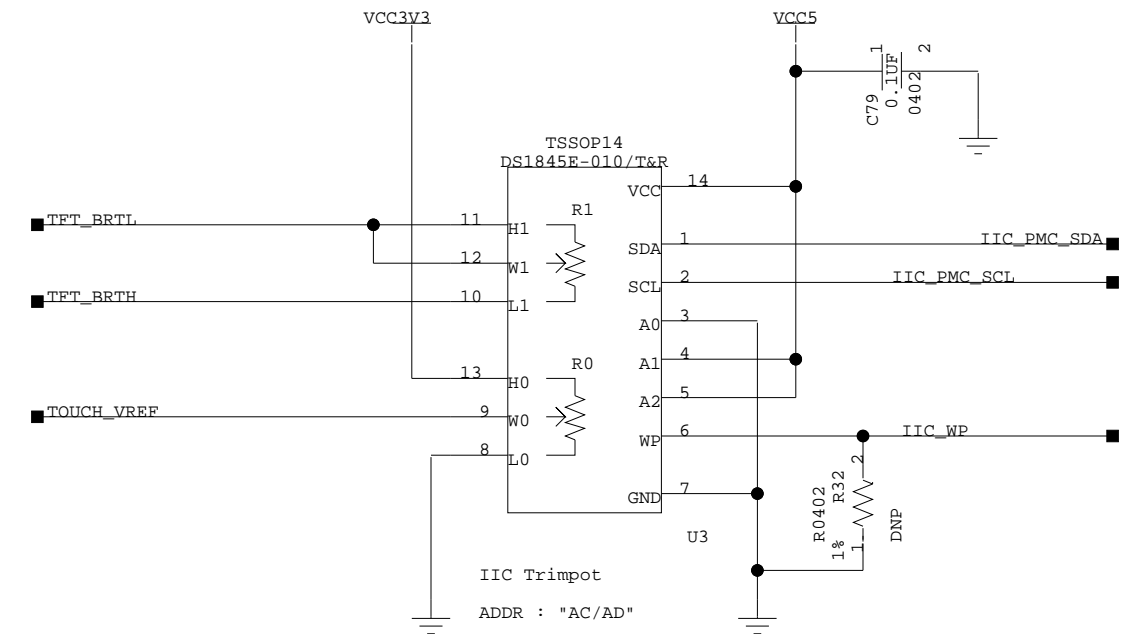 VCC3V3
VCC5
1
2
C79
0.1UF
0402
TSSOP14
DS1845E-010/T&R
VCC
14
TFT_BRTL
11
H1
R1
SDA
1
IIC_PMC_SDA
12
W1
SCL
2
IIC_PMC_SCL
TFT_BRTH
10
L1
A0
3
A1
4
13
H0
R0
A2
5
TOUCH_VREF
9
W0
WP
6
IIC_WP
8
L0
2
GND
7
R0402
R32
1%
1
DNP
U3
IIC Trimpot
ADDR : "AC/AD"